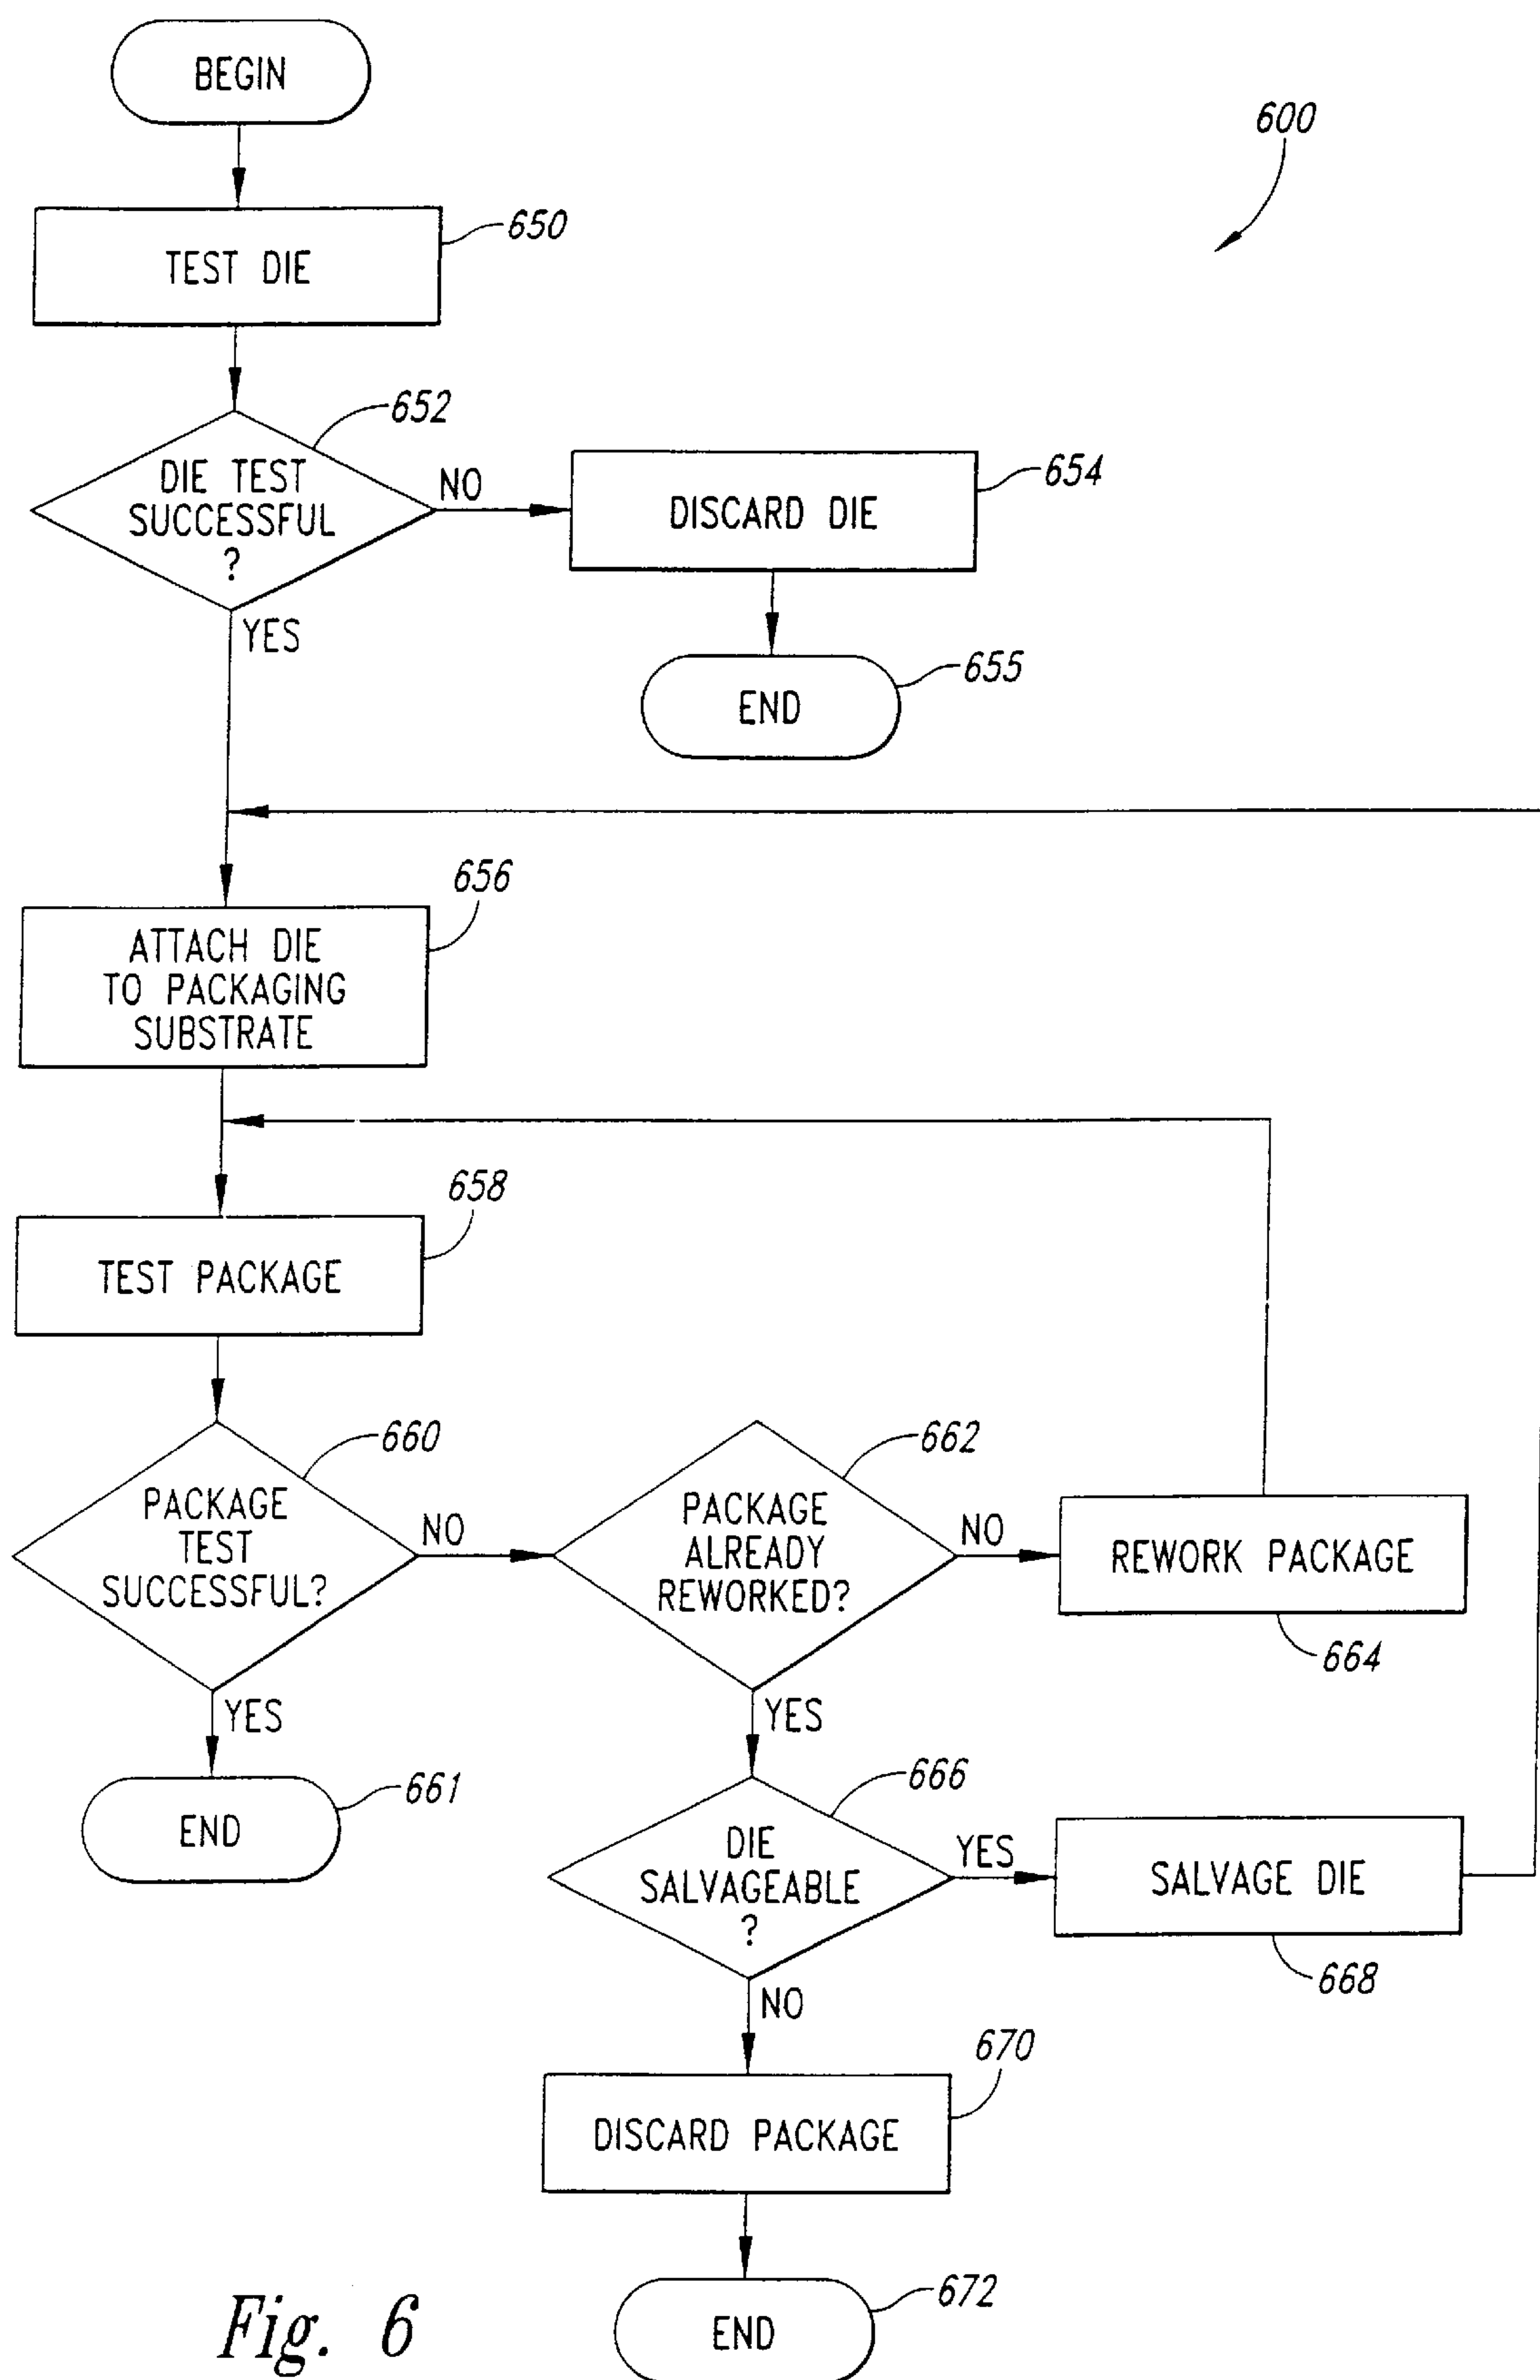 BEGIN
600
650
TEST DIE
652
DIE TEST
SUCCESSFUL
?
NO
654
DISCARD DIE
YES
655
END
656
ATTACH DIE
TO PACKAGING
SUBSTRATE
658
TEST PACKAGE
660
PACKAGE
TEST
SUCCESSFUL?
NO
662
PACKAGE
ALREADY
REWORKED?
NO
REWORK PACKAGE
664
YES
661
END
YES
666
DIE
SALVAGEABLE
?
YES
SALVAGE DIE
668
NO
670
DISCARD PACKAGE
672
END
Fig. 6